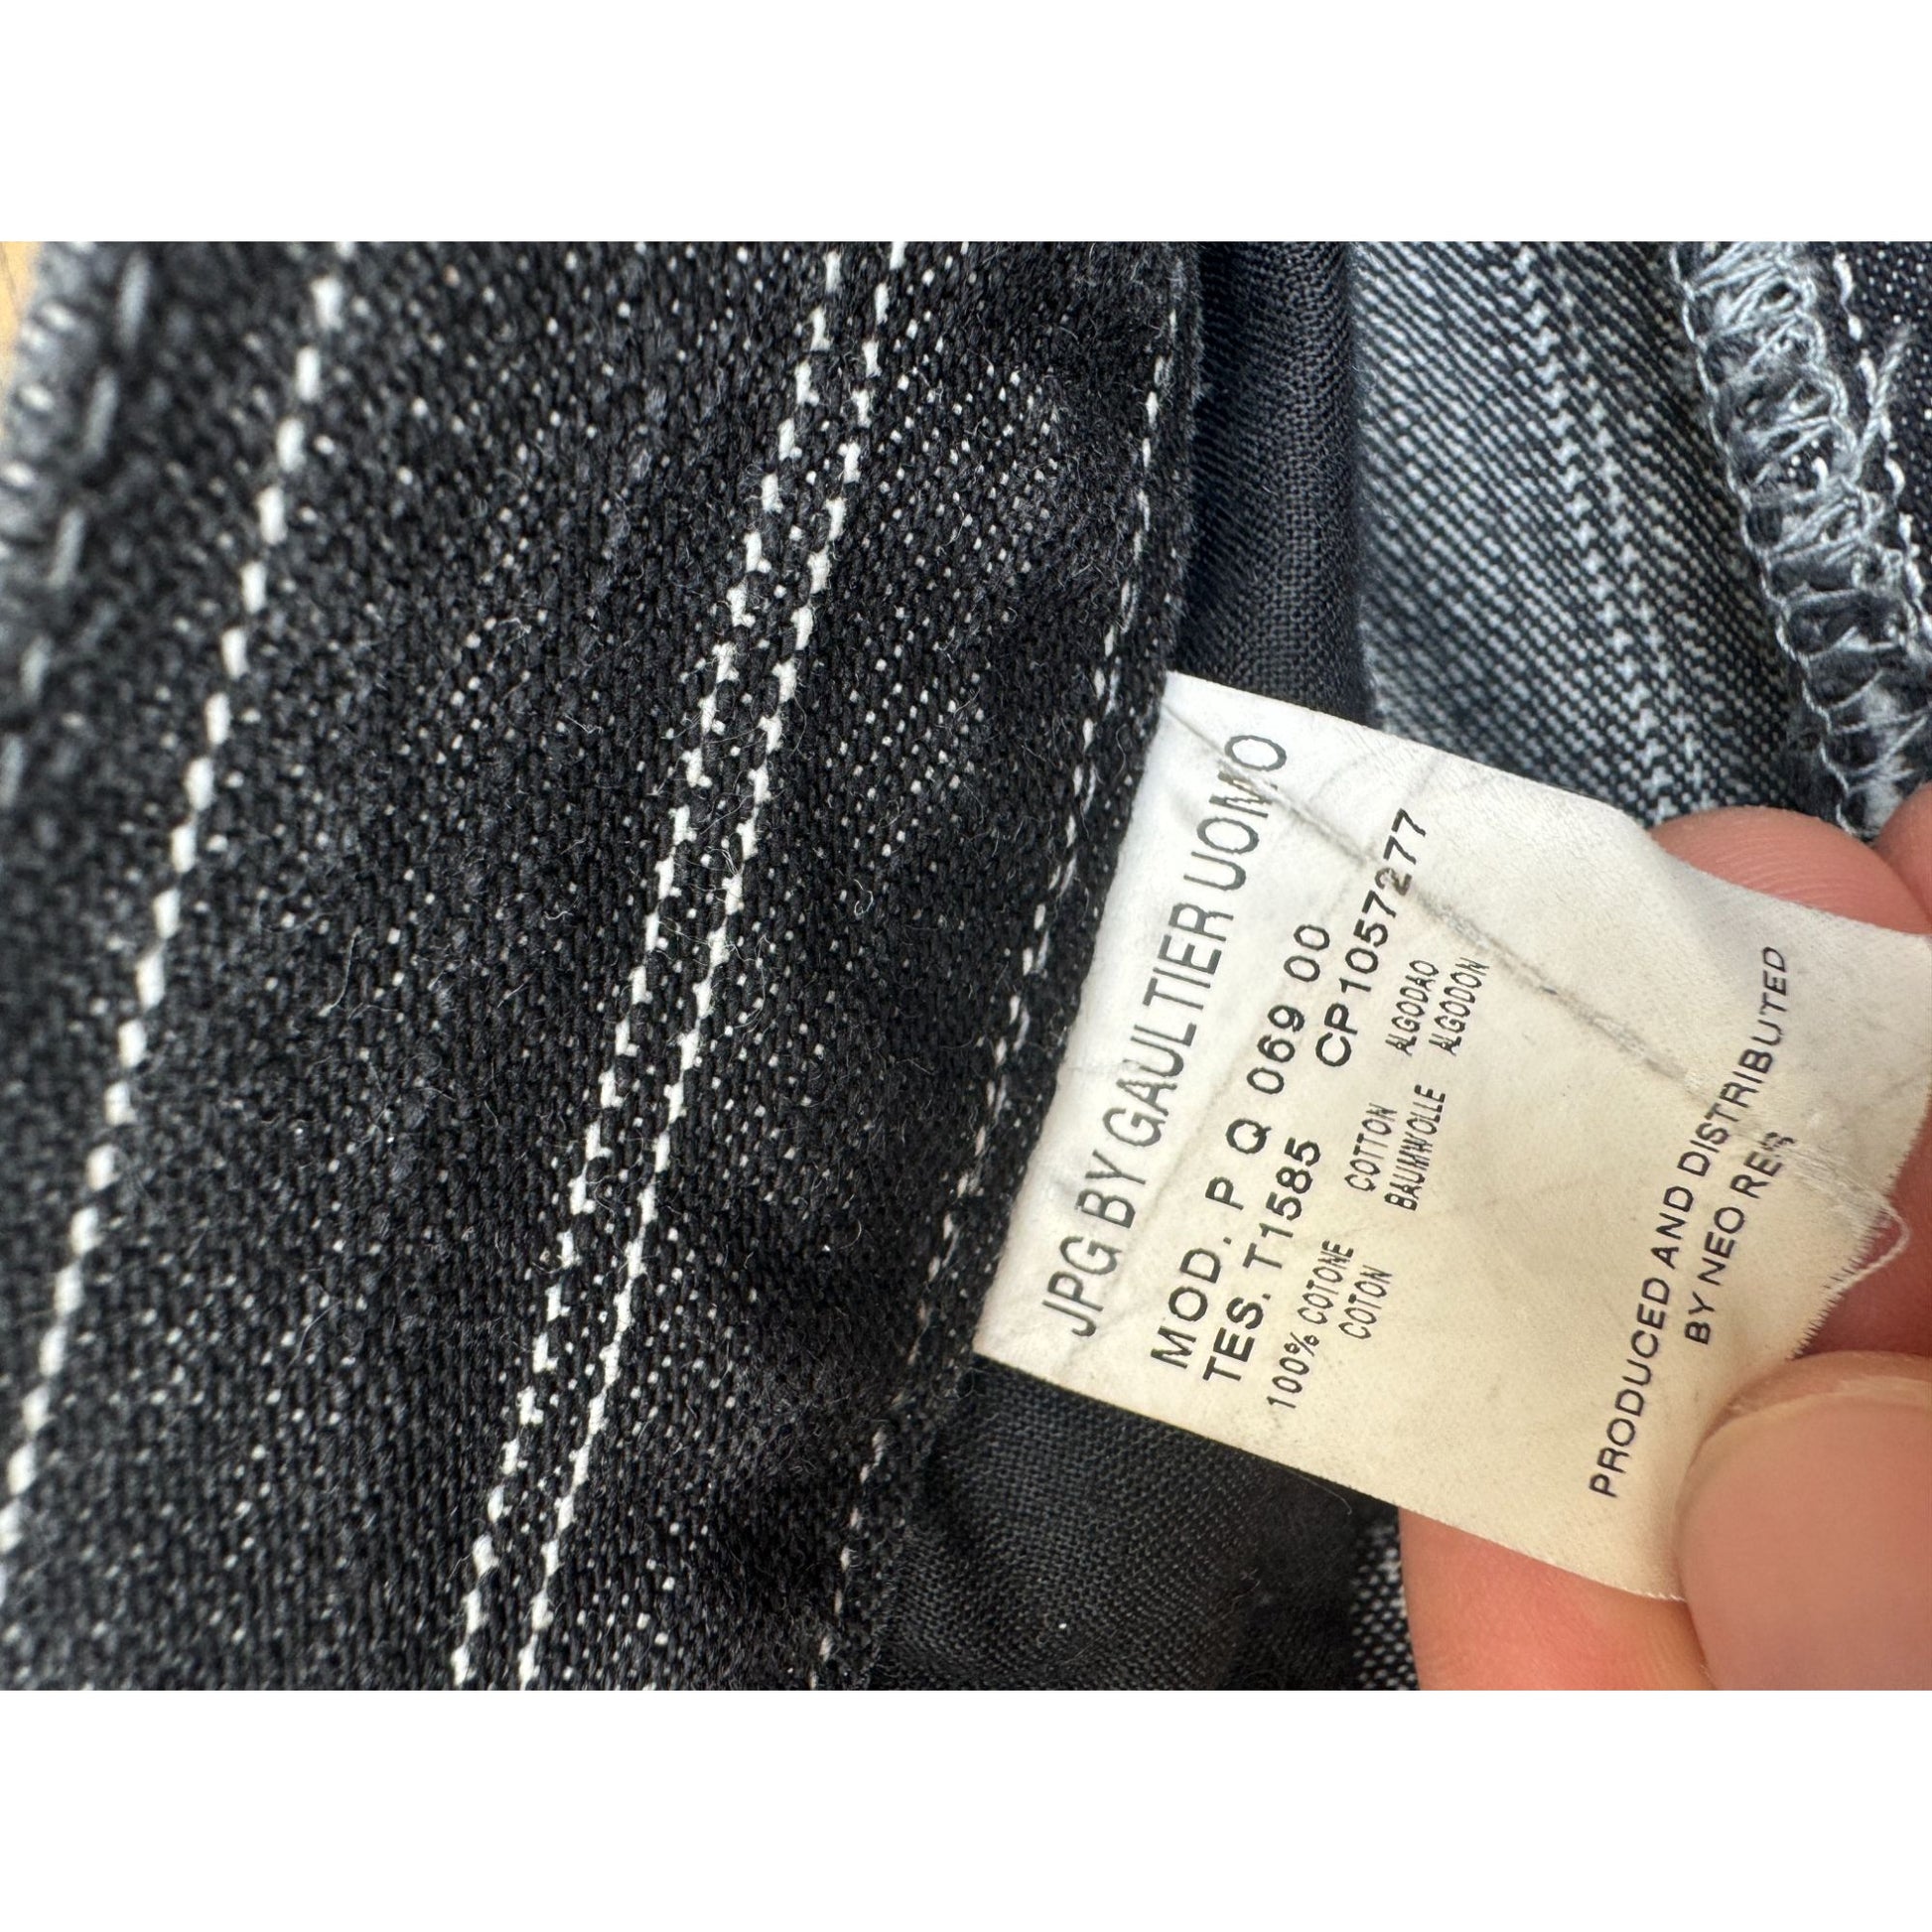 JPG BY GAULTIER UOMO
MOD. P Q 069 00
TES. T1585 CP1057277
100% COTONE COTTON ALGODAO
COTON BAUMWOLLE ALGODON
PRODUCED AND DISTRIBUTED
BY NEO